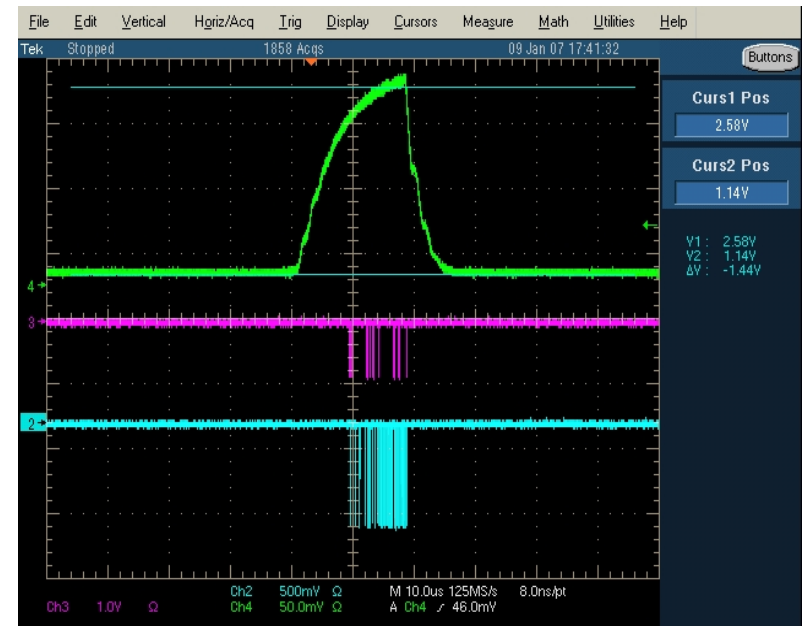 File Edit Vertical Horiz/Acq Trig Display Cursors Measure Math Utilities Help
Tek Stopped 1858 Acqs 09 Jan 07 17:41:32
Buttons
Curs1 Pos
2.58V
Curs2 Pos
1.14V
V1 : 2.58V
V2 : 1.14V
ΔV : -1.44V
4
3
2
Ch2 500mV Ω M 10.0us 125MS/s 8.0ns/pt
Ch3 1.0V Ω Ch4 50.0mV Ω A Ch4 46.0mV